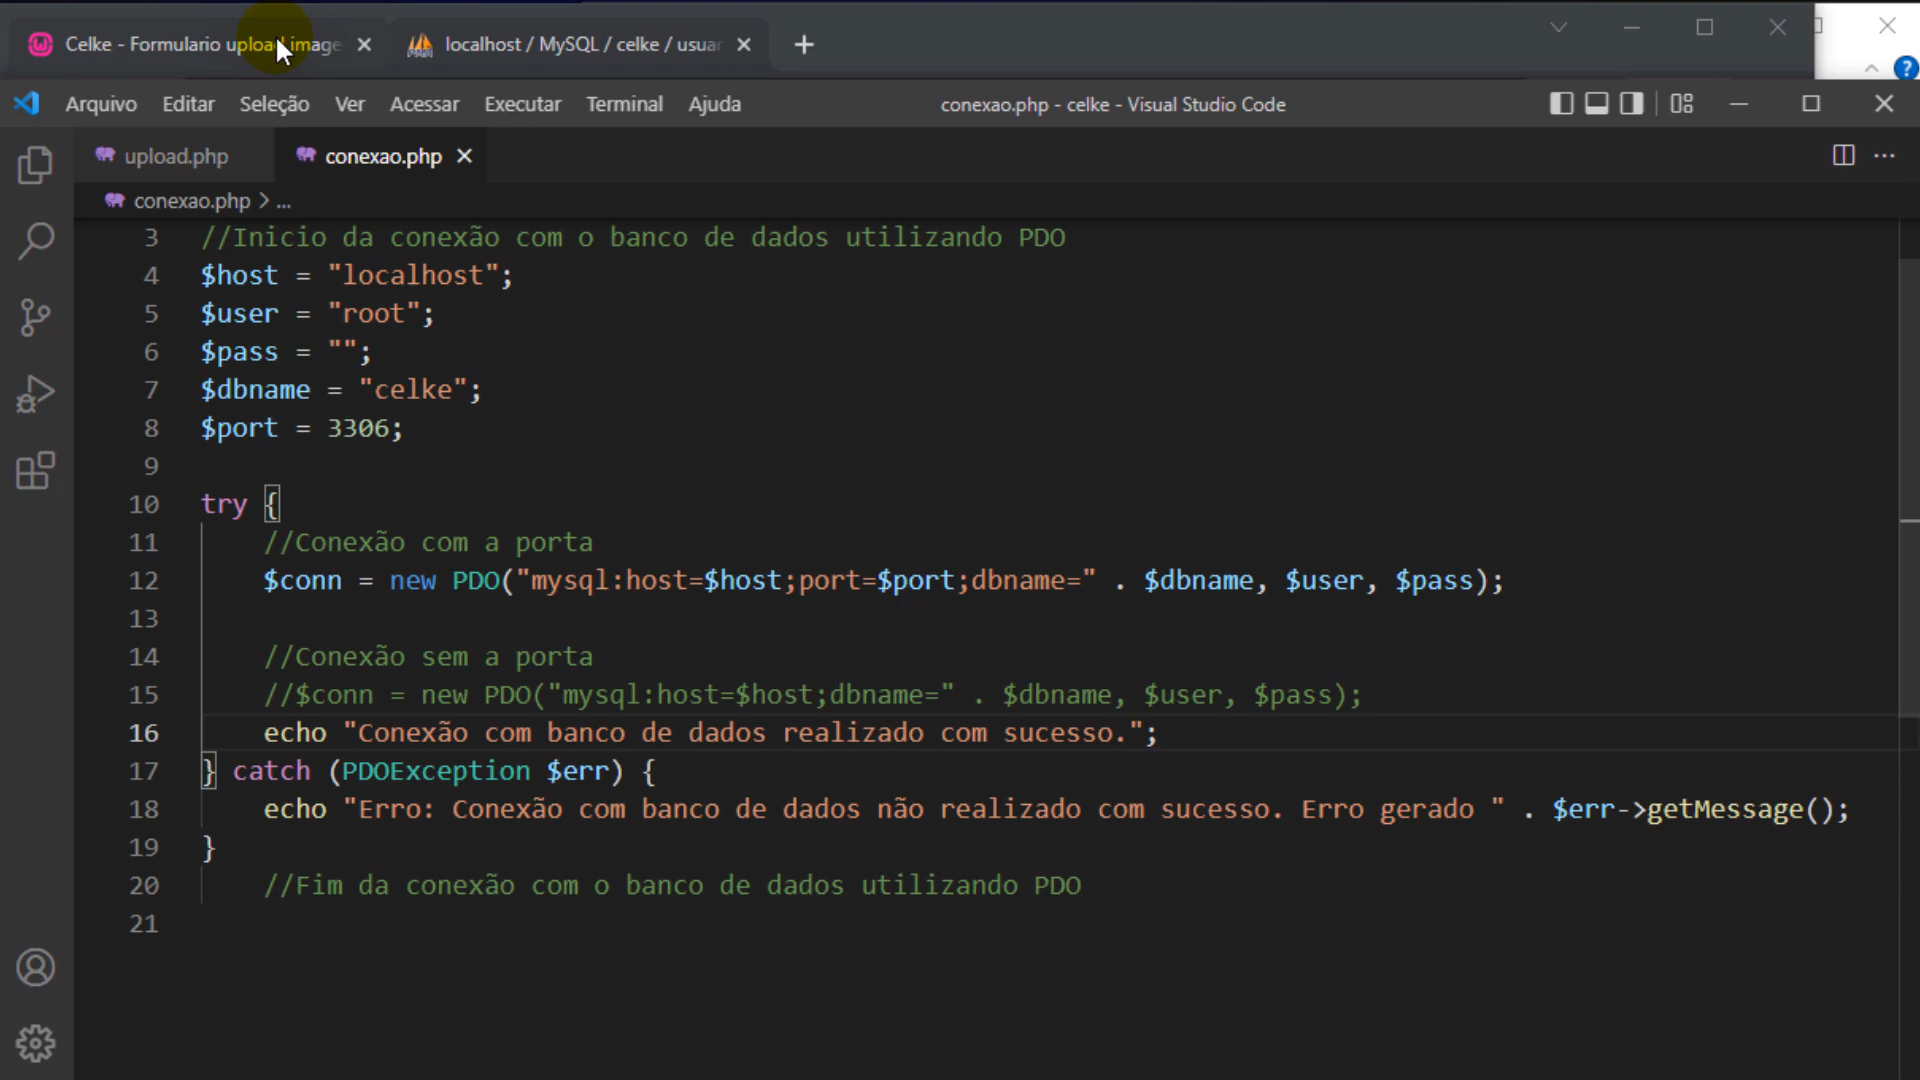 Celke - Formulario upload image
localhost / MySQL / celke / usuar
Arquivo Editar Seleção Ver Acessar Executar Terminal Ajuda
conexao.php - celke - Visual Studio Code
upload.php
conexao.php
conexao.php > ...
3 //Inicio da conexão com o banco de dados utilizando PDO
4 $host = "localhost";
5 $user = "root";
6 $pass = "";
7 $dbname = "celke";
8 $port = 3306;
9
10 try {
11 //Conexão com a porta
12 $conn = new PDO("mysql:host=$host;port=$port;dbname=" . $dbname, $user, $pass);
13
14 //Conexão sem a porta
15 //$conn = new PDO("mysql:host=$host;dbname=" . $dbname, $user, $pass);
16 echo "Conexão com banco de dados realizado com sucesso.";
17 } catch (PDOException $err) {
18 echo "Erro: Conexão com banco de dados não realizado com sucesso. Erro gerado " . $err->getMessage();
19 }
20 //Fim da conexão com o banco de dados utilizando PDO
21